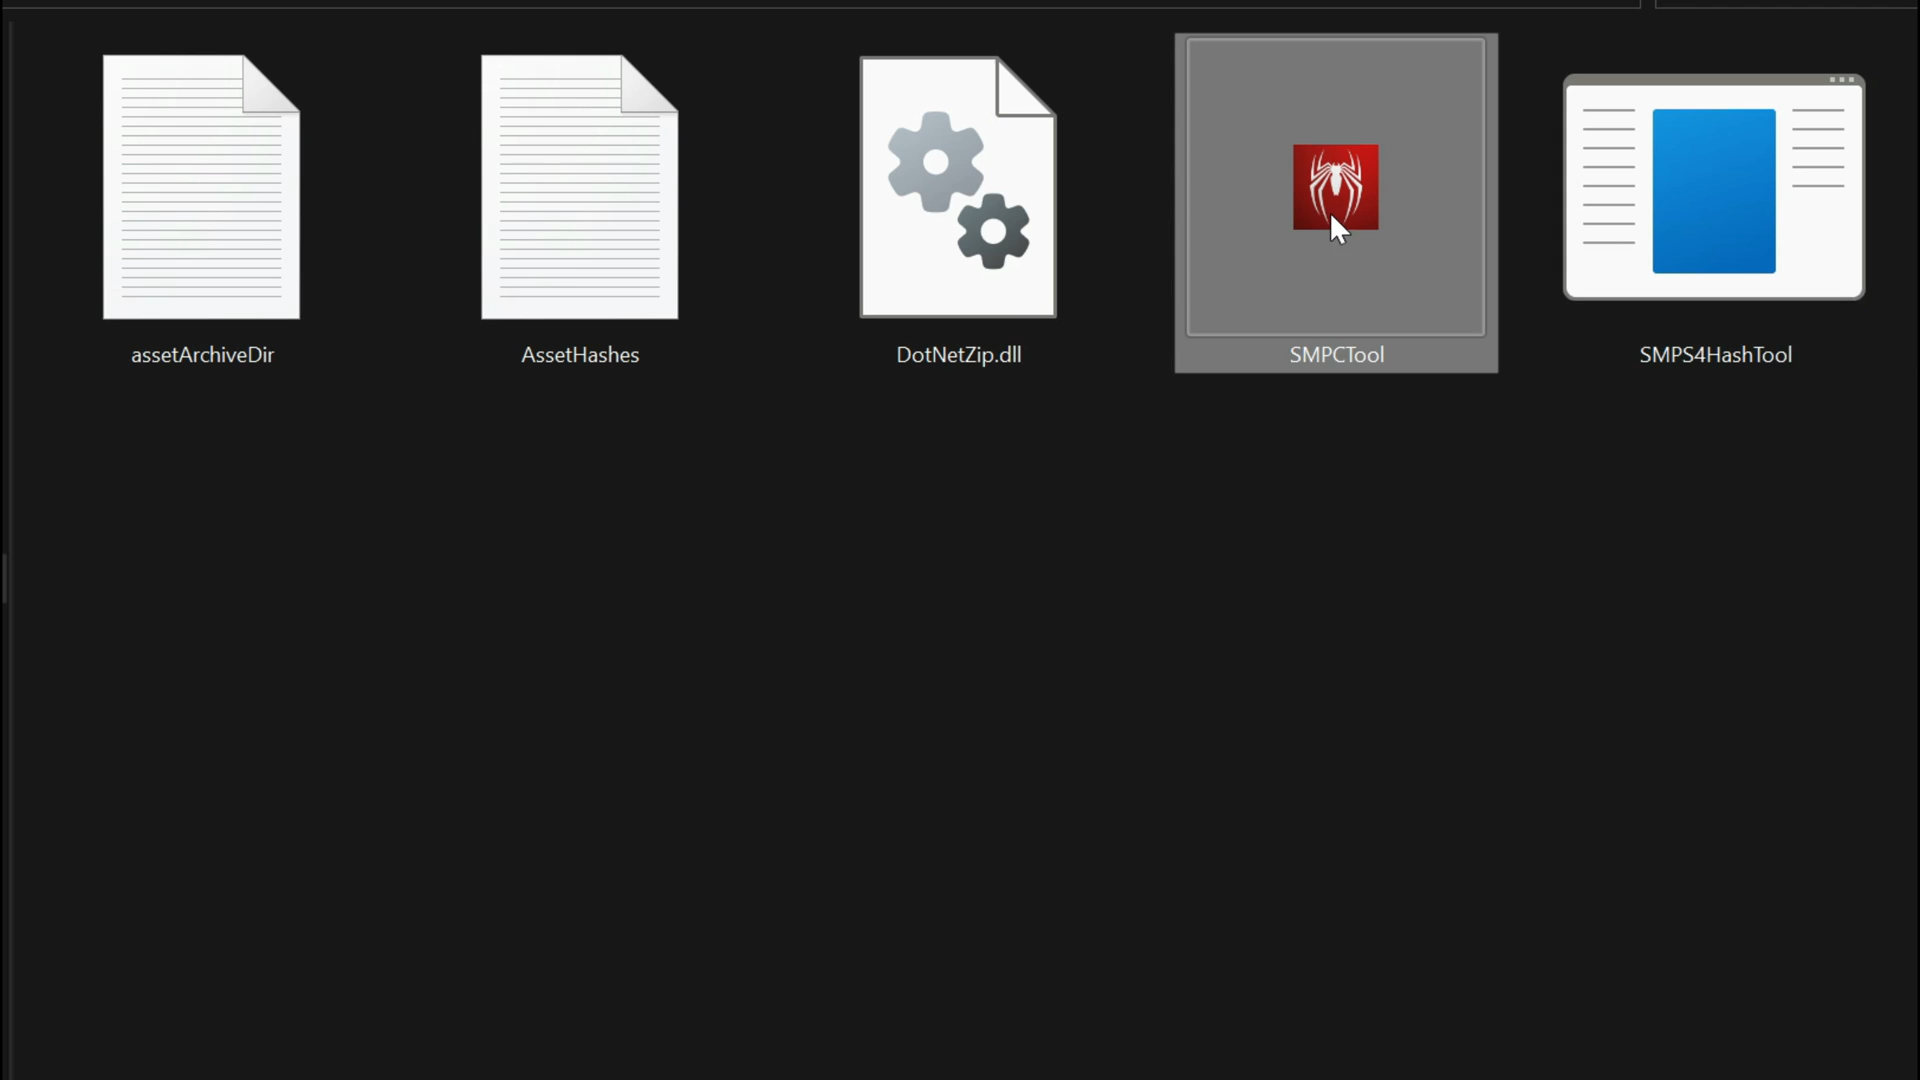 assetArchiveDir
AssetHashes
DotNetZip.dll
SMPCTool
SMPS4HashTool